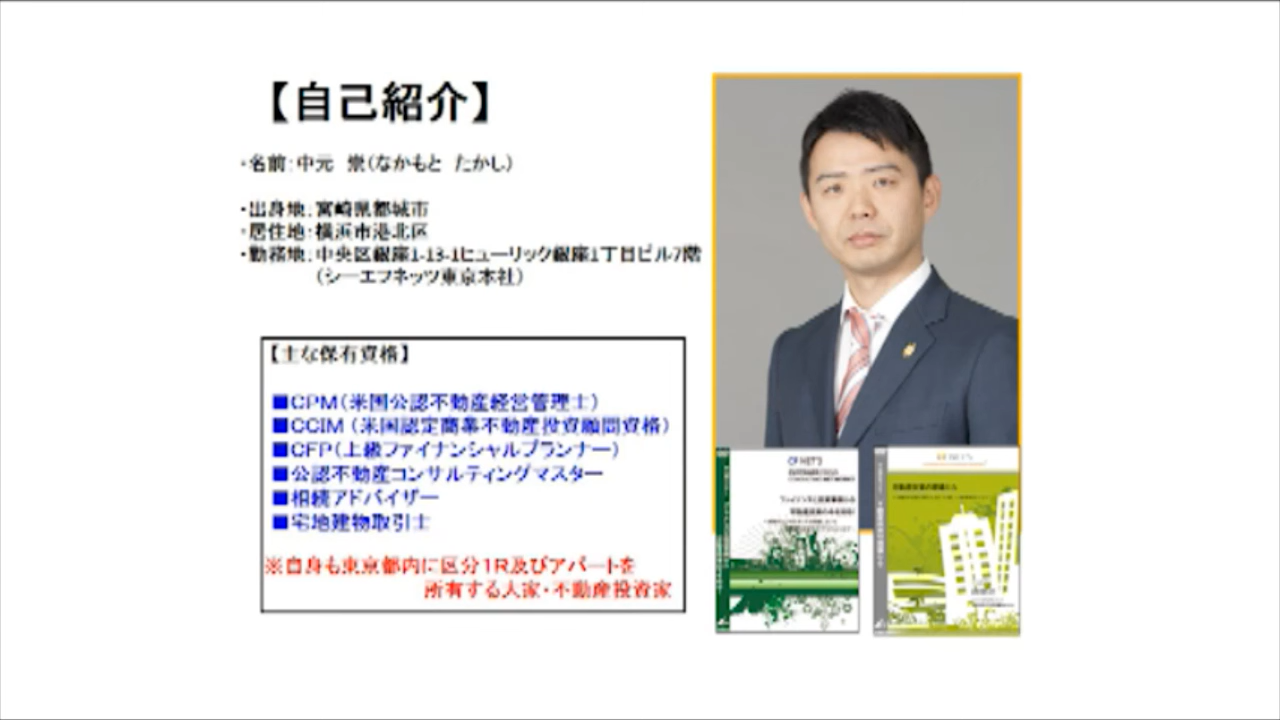 【自己紹介】
・名前：中元　崇（なかもと　たかし）
・出身地：宮崎県都城市
・居住地：横浜市港北区
・勤務地：中央区銀座1-13-1ヒューリック銀座1丁目ビル7階
（シーエフネッツ東京本社）
【主な保有資格】
■CPM（米国公認不動産経営管理士）
■CCIM（米国認定商業不動産投資顧問資格）
■CFP（上級ファイナンシャルプランナー）
■公認不動産コンサルティングマスター
■相続アドバイザー
■宅地建物取引士
※自身も東京都内に区分1R及びアパートを
所有する大家・不動産投資家
CF NETS